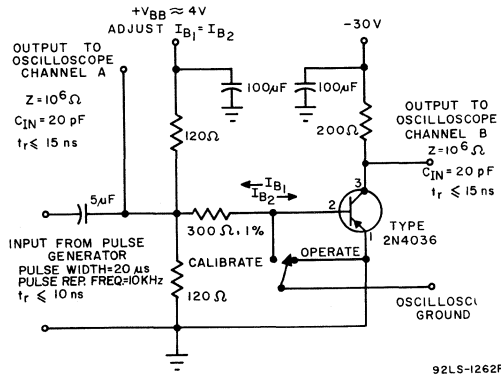 +VBB ≈ 4V
ADJUST IB1 = IB2
-30V
OUTPUT TO
OSCILLOSCOPE
CHANNEL A
Z = 10⁶ Ω
CIN = 20 pF
tr ≤ 15 ns
100µF
100µF
120Ω
200Ω
OUTPUT TO
OSCILLOSCOPE
CHANNEL B
Z = 10⁶ Ω
CIN = 20 pF
tr ≤ 15 ns
5µF
IB1
IB2
3
2
1
TYPE
2N4036
300 Ω, 1%
INPUT FROM PULSE
GENERATOR
PULSE WIDTH=20 µs
PULSE REP. FREQ.=10KHz
tr ≤ 10 ns
CALIBRATE
OPERATE
120Ω
OSCILLOSC
GROUND
92LS-1262R